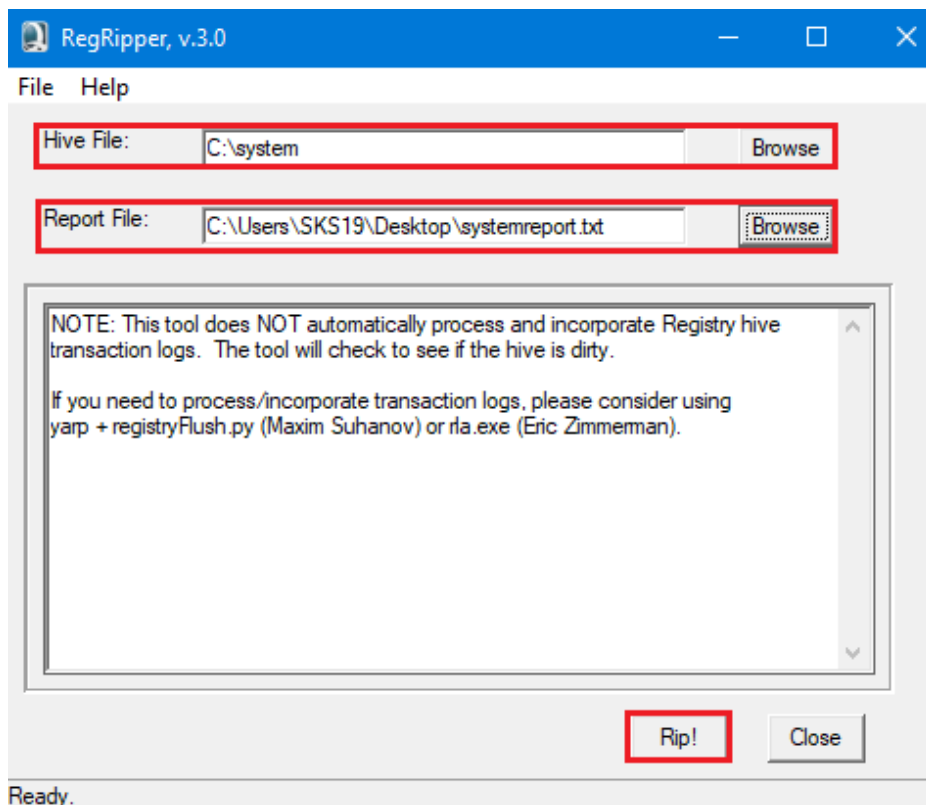 RegRipper, v.3.0
File Help
Hive File: C:\system Browse
Report File: C:\Users\SKS19\Desktop\systemreport.txt Browse
NOTE: This tool does NOT automatically process and incorporate Registry hive
transaction logs. The tool will check to see if the hive is dirty.
If you need to process/incorporate transaction logs, please consider using
yarp + registryFlush.py (Maxim Suhanov) or rla.exe (Eric Zimmerman).
Rip! Close
Ready.